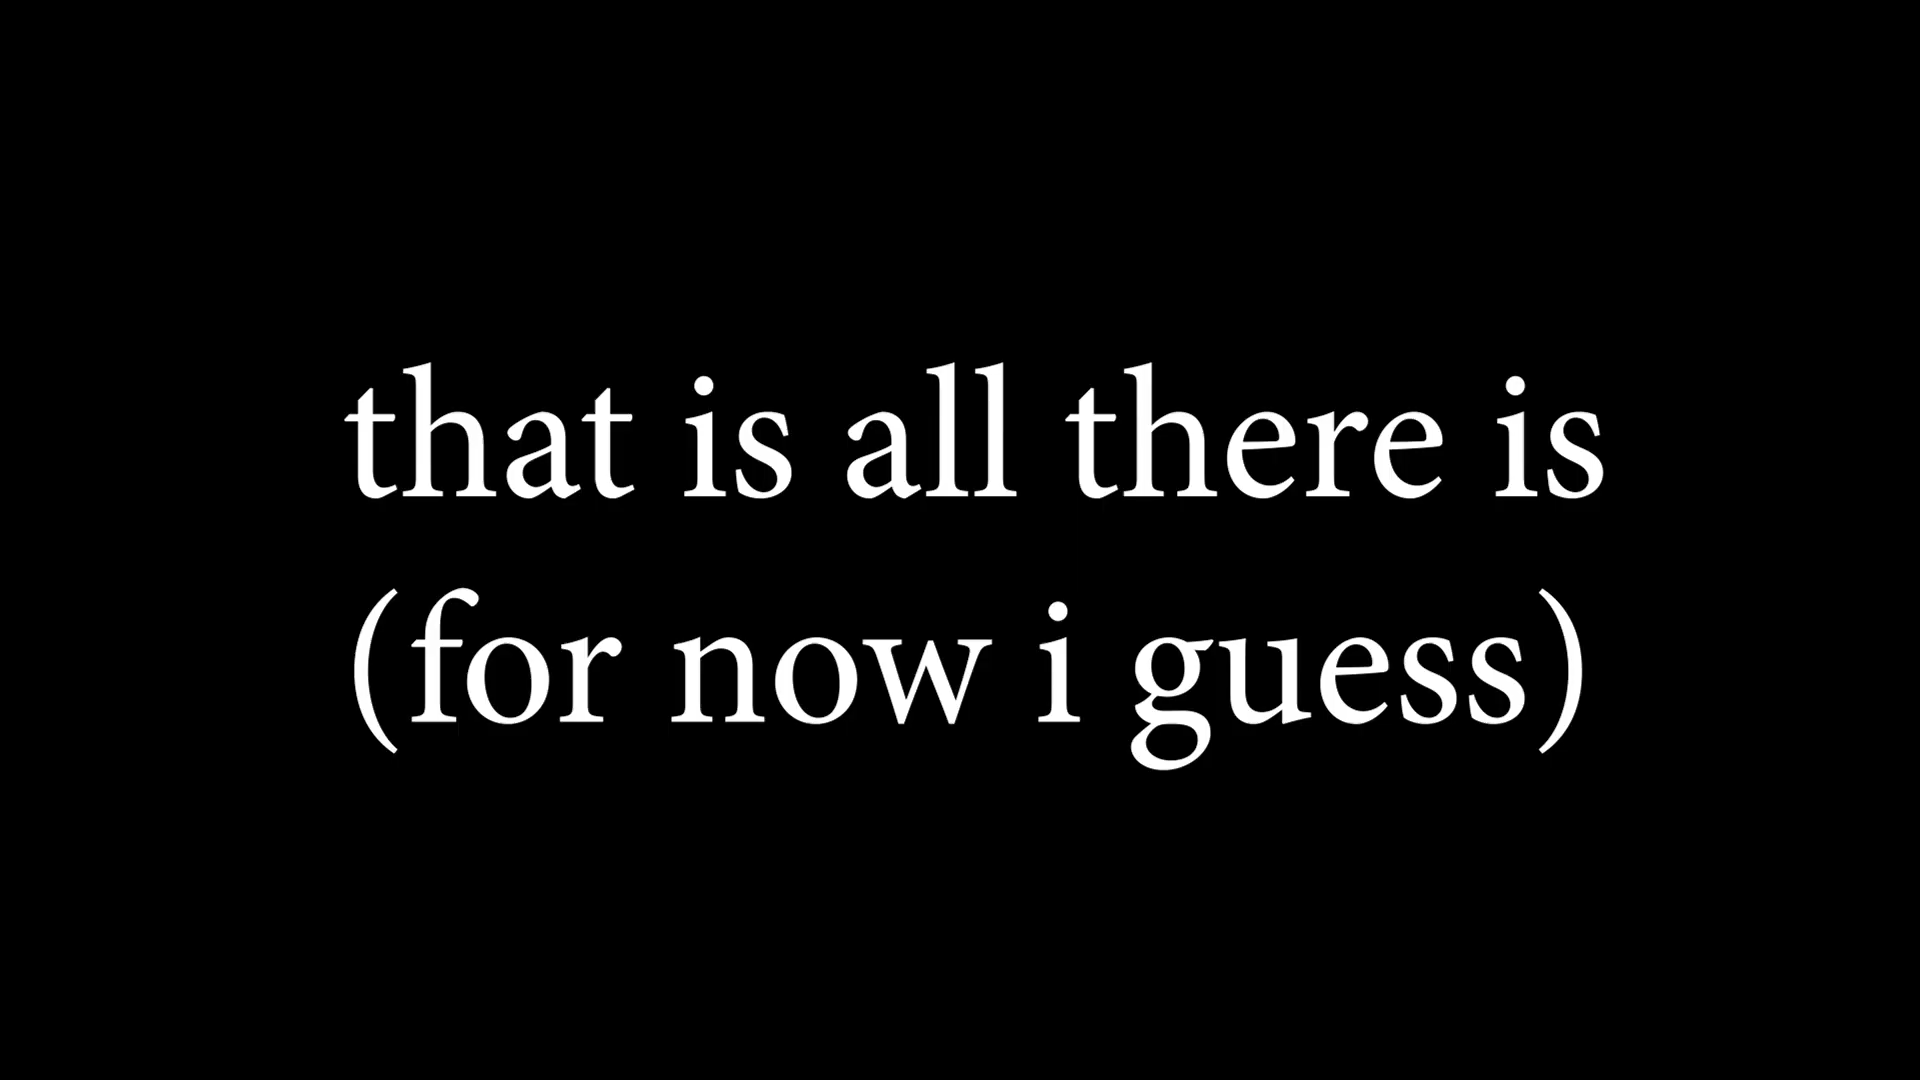 that is all there is
(for now i guess)